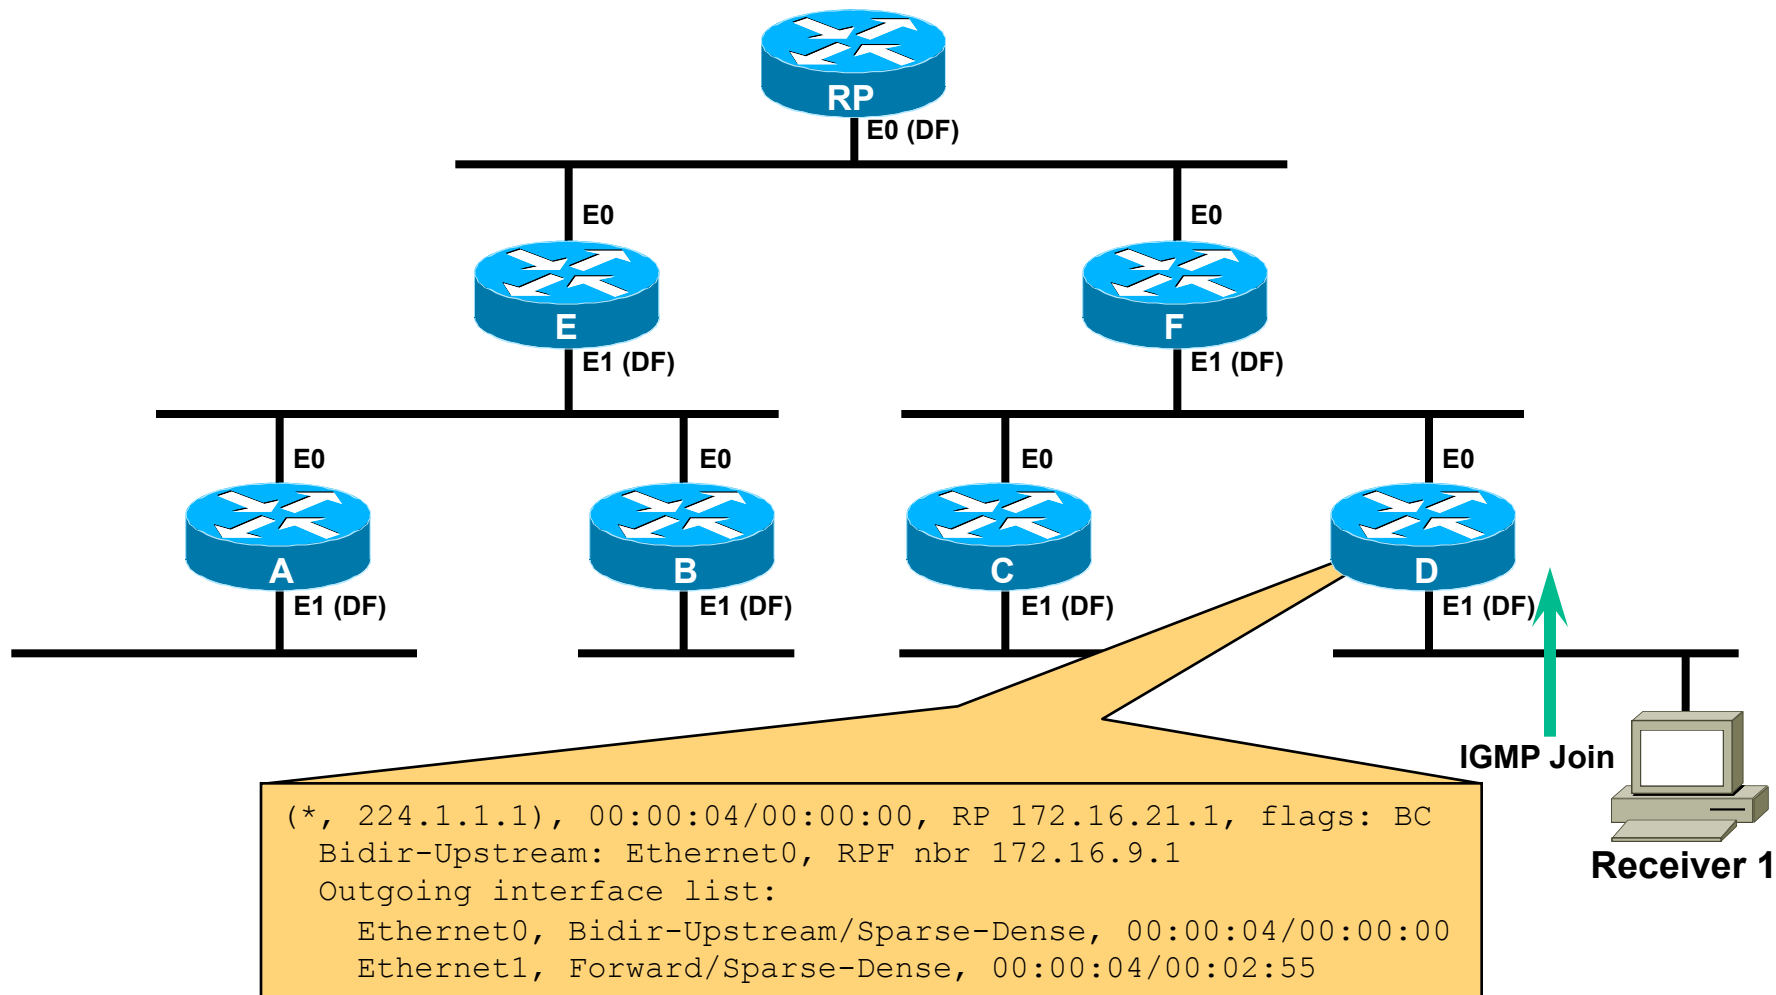 RP
E0 (DF)
E0
E0
E
F
E1 (DF)
E1 (DF)
E0
E0
E0
E0
A
B
C
D
E1 (DF)
E1 (DF)
E1 (DF)
E1 (DF)
IGMP Join
Receiver 1
(*, 224.1.1.1), 00:00:04/00:00:00, RP 172.16.21.1, flags: BC
Bidir-Upstream: Ethernet0, RPF nbr 172.16.9.1
Outgoing interface list:
Ethernet0, Bidir-Upstream/Sparse-Dense, 00:00:04/00:00:00
Ethernet1, Forward/Sparse-Dense, 00:00:04/00:02:55